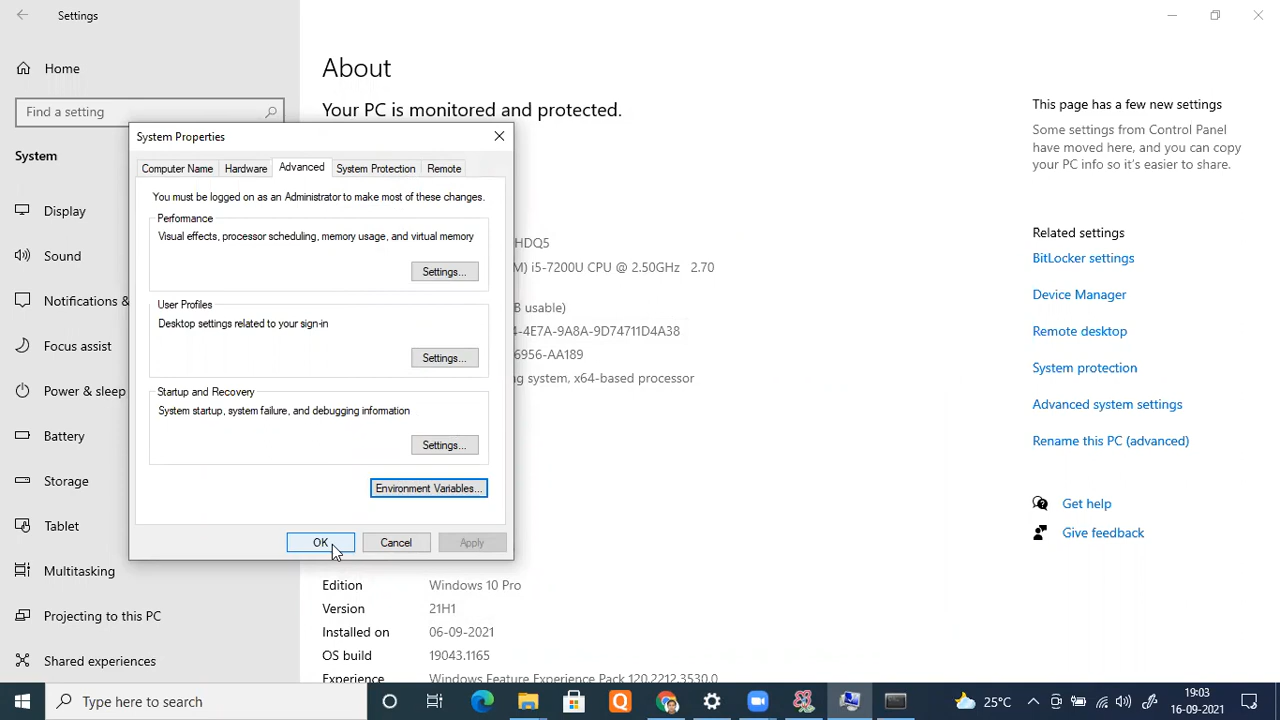 Settings
Home
Find a setting
System
Display
Sound
Notifications &
Focus assist
Power & sleep
Battery
Storage
Tablet
Multitasking
Projecting to this PC
Shared experiences
About
Your PC is monitored and protected.
System Properties
Computer Name
Hardware
Advanced
System Protection
Remote
You must be logged on as an Administrator to make most of these changes.
Performance
Visual effects, processor scheduling, memory usage, and virtual memory
Settings...
User Profiles
Desktop settings related to your sign-in
Settings...
Startup and Recovery
System startup, system failure, and debugging information
Settings...
Environment Variables...
OK
Cancel
Apply
HDQ5
M) i5-7200U CPU @ 2.50GHz 2.70
B usable)
4-4E7A-9A8A-9D74711D4A38
6956-AA189
g system, x64-based processor
Edition Windows 10 Pro
Version 21H1
Installed on 06-09-2021
OS build 19043.1165
Experience Windows Feature Experience Pack 120.2212.3530.0
This page has a few new settings
Some settings from Control Panel
have moved here, and you can copy
your PC info so it's easier to share.
Related settings
BitLocker settings
Device Manager
Remote desktop
System protection
Advanced system settings
Rename this PC (advanced)
Get help
Give feedback
Type here to search
25°C
19:03
16-09-2021